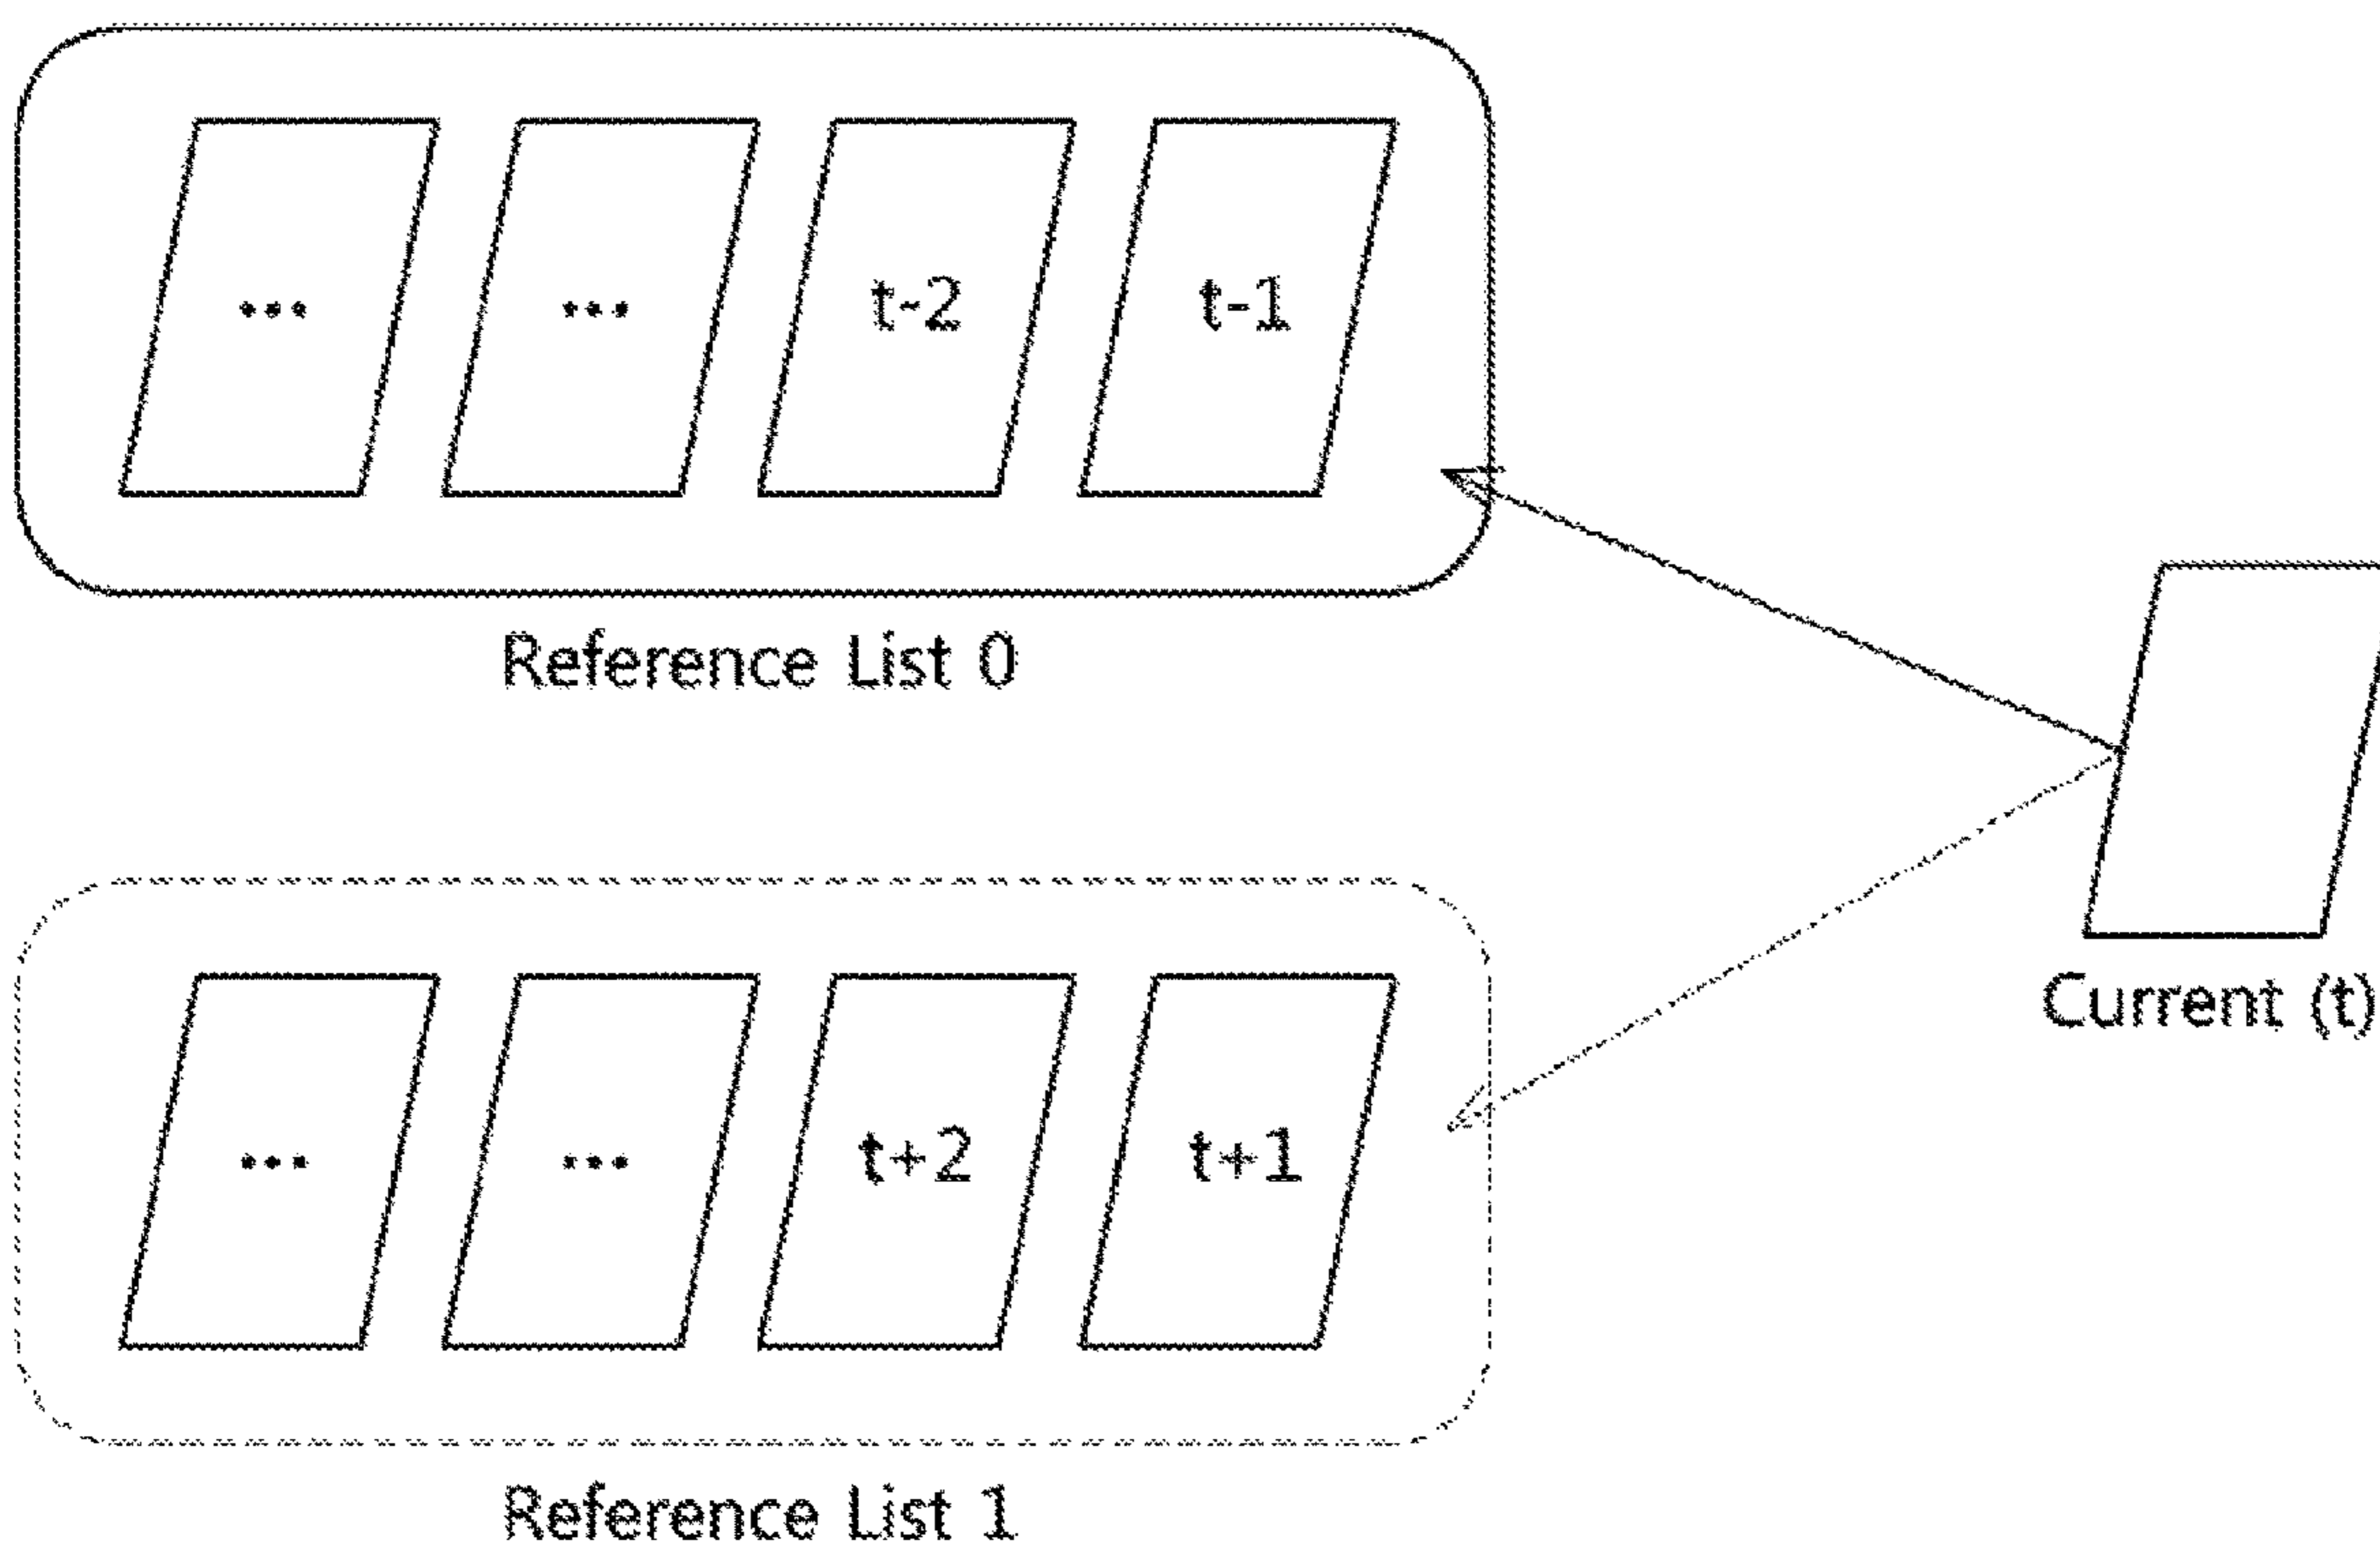 ... ... t-2 t-1
Reference List 0
Current (t)
... ... t+2 t+1
Reference List 1